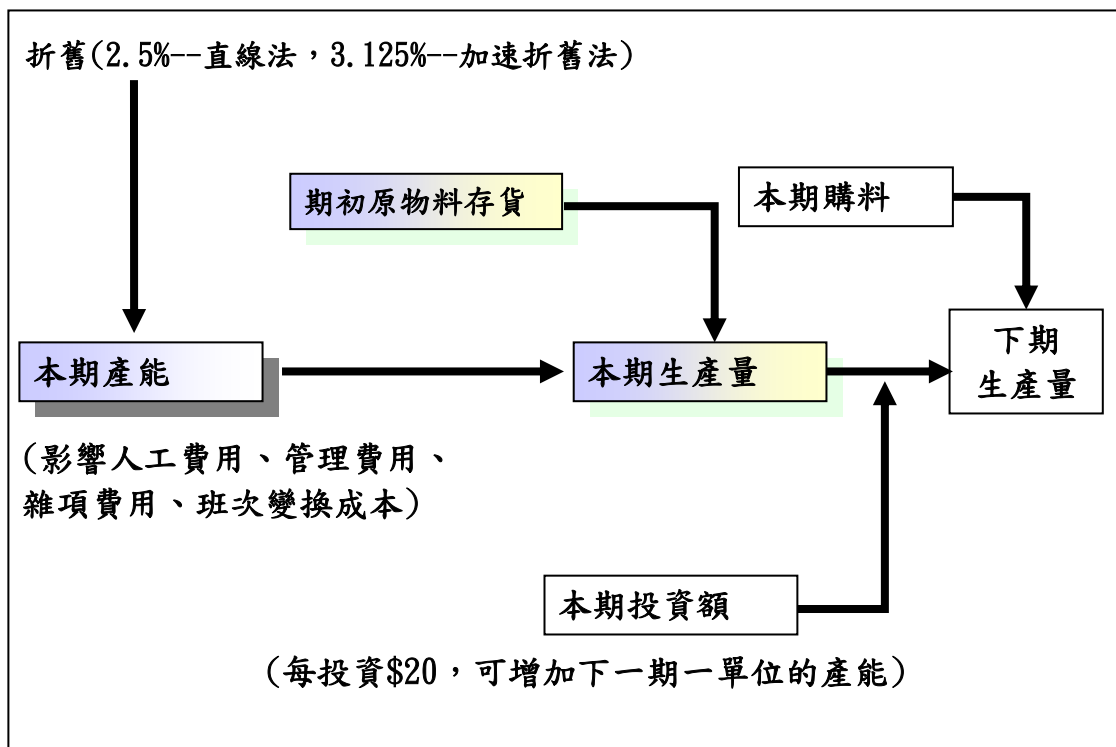 折舊(2.5%--直線法，3.125%--加速折舊法)
期初原物料存貨
本期購料
本期產能
本期生產量
下期
生產量
(影響人工費用、管理費用、
雜項費用、班次變換成本)
本期投資額
(每投資$20，可增加下一期一單位的產能)